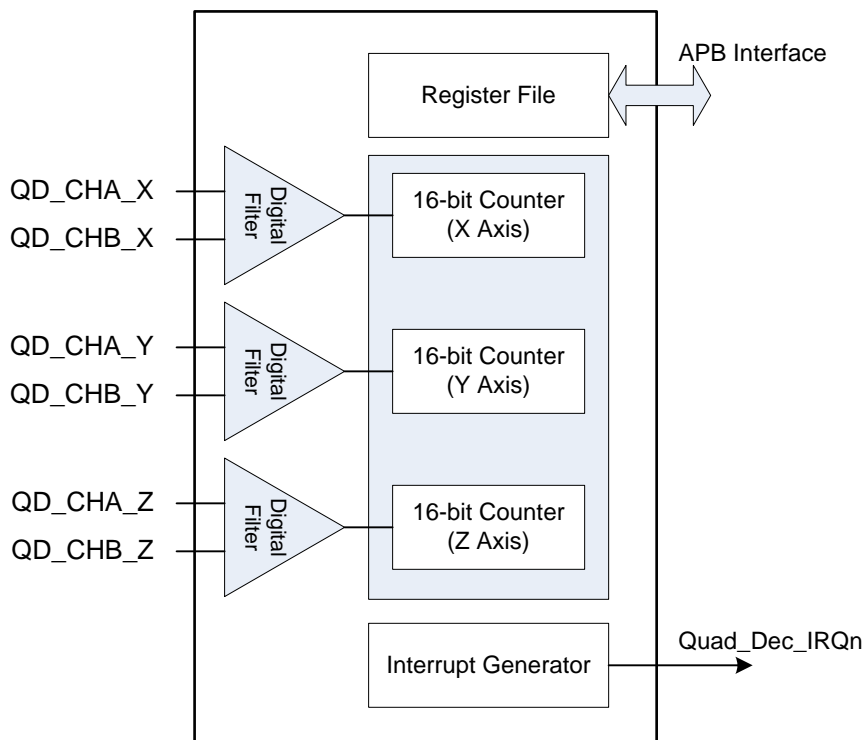 APB Interface
Register File
QD_CHA_X
QD_CHB_X
Digital
Filter
16-bit Counter
(X Axis)
QD_CHA_Y
QD_CHB_Y
Digital
Filter
16-bit Counter
(Y Axis)
QD_CHA_Z
QD_CHB_Z
Digital
Filter
16-bit Counter
(Z Axis)
Interrupt Generator
Quad_Dec_IRQn